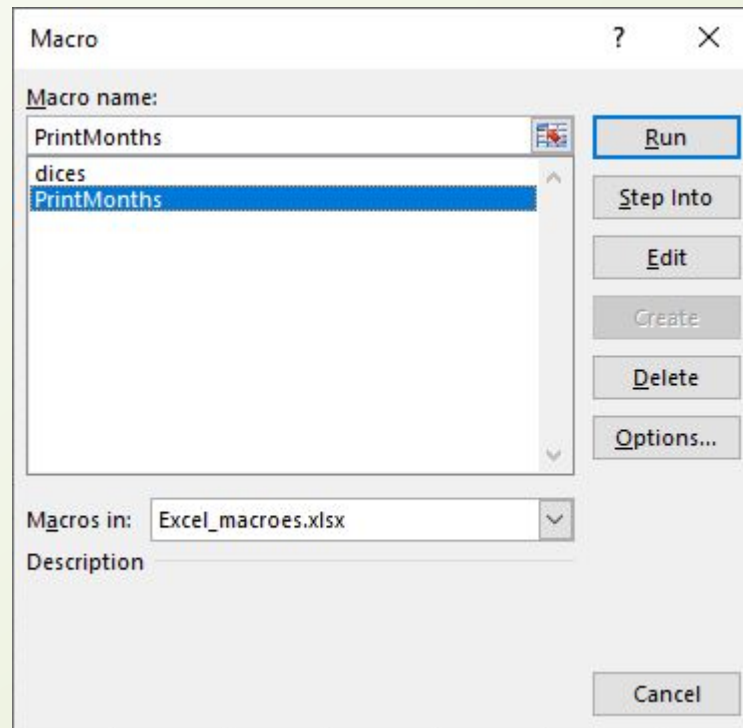 Macro ?
Macro name:
PrintMonths
dices
PrintMonths
Run
Step Into
Edit
Create
Delete
Options...
Macros in: Excel_macroes.xlsx
Description
Cancel